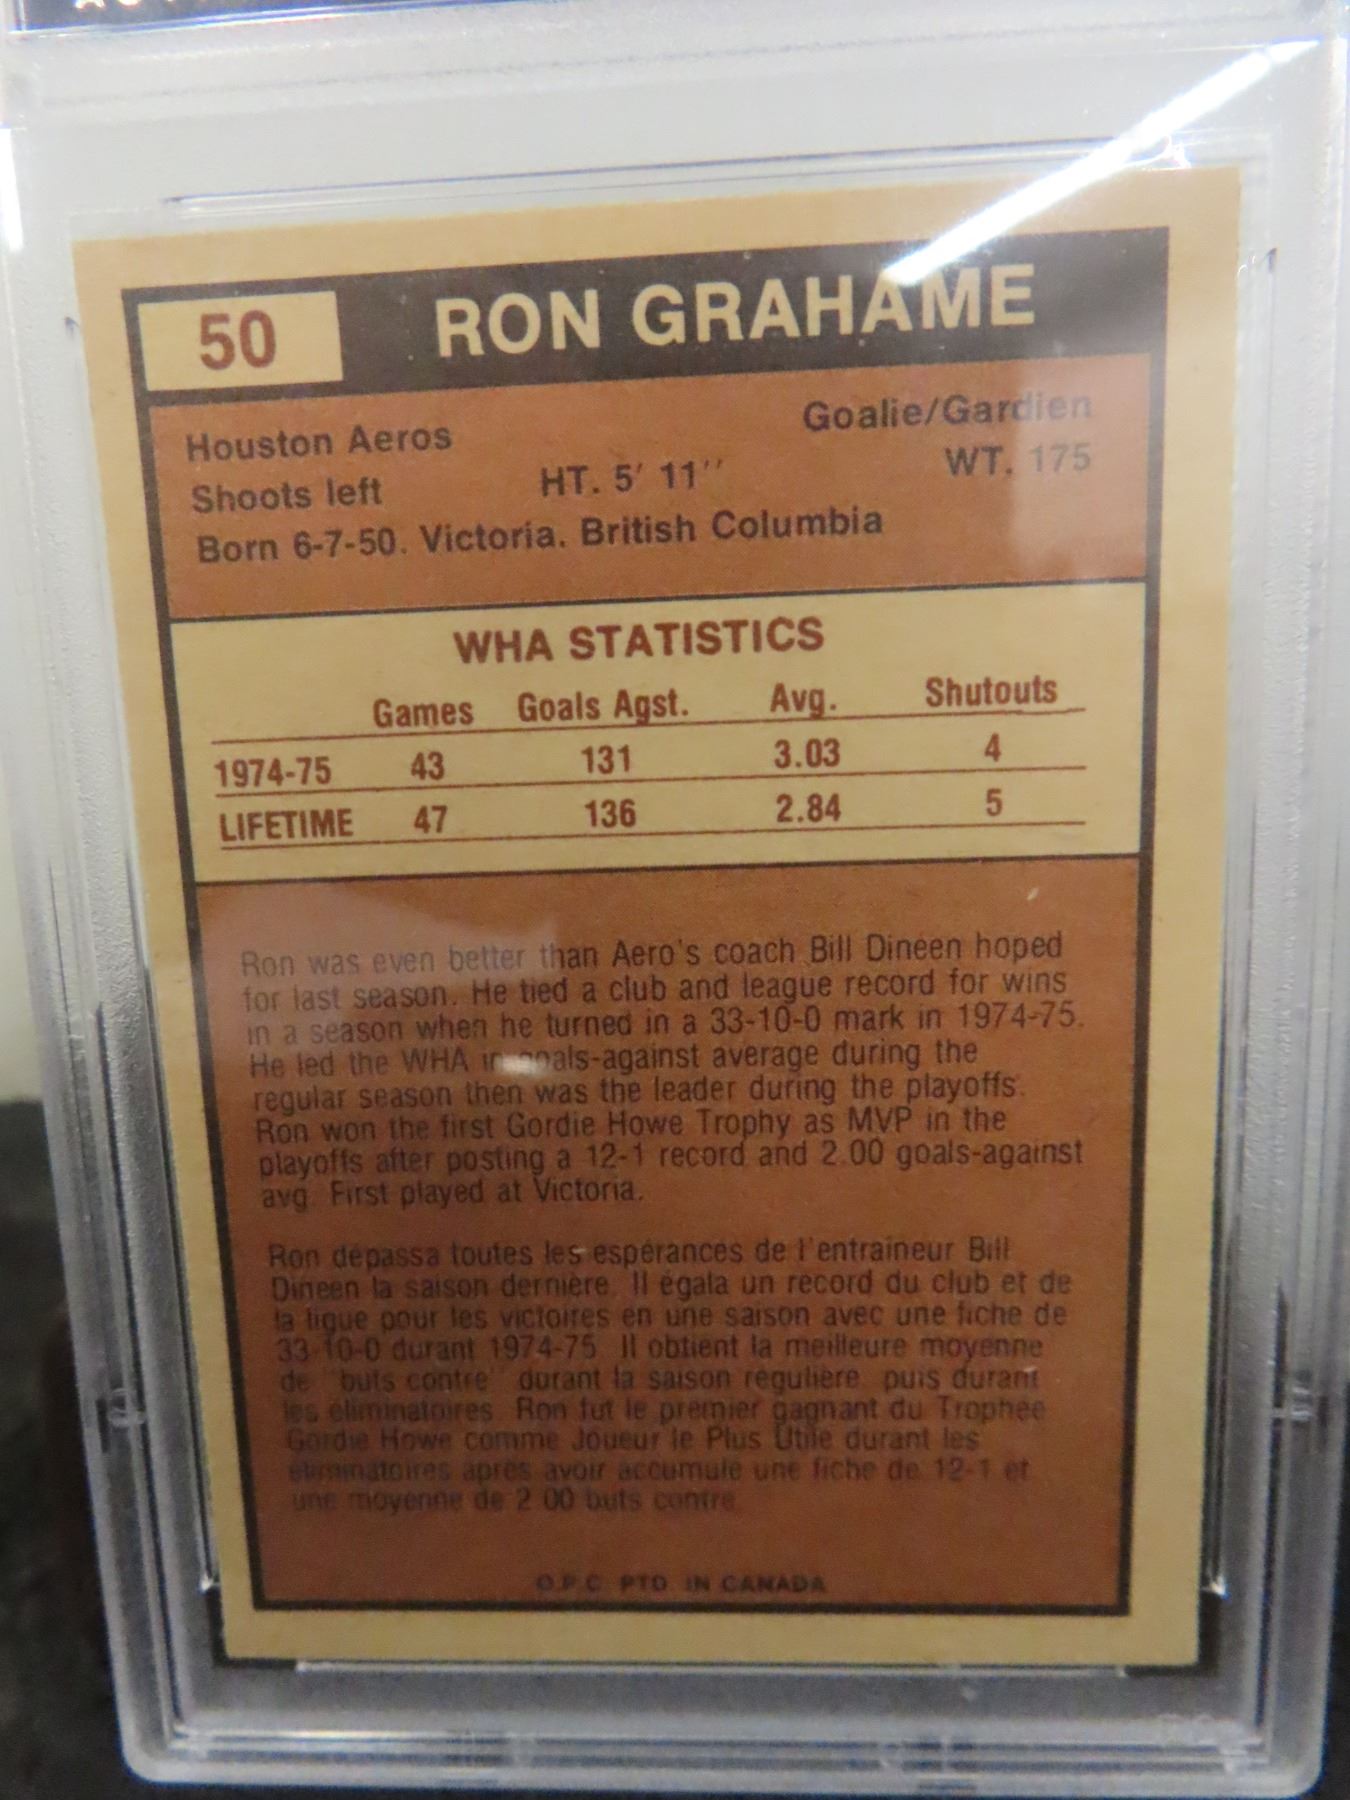 50 RON GRAHAME
Houston Aeros Goalie/Gardien
Shoots left HT. 5' 11'' WT. 175
Born 6-7-50. Victoria. British Columbia
WHA STATISTICS
Games Goals Agst. Avg. Shutouts
1974-75 43 131 3.03 4
LIFETIME 47 136 2.84 5
Ron was even better than Aero's coach Bill Dineen hoped
for last season. He tied a club and league record for wins
in a season when he turned in a 33-10-0 mark in 1974-75.
He led the WHA in goals-against average during the
regular season then was the leader during the playoffs.
Ron won the first Gordie Howe Trophy as MVP in the
playoffs after posting a 12-1 record and 2.00 goals-against
avg. First played at Victoria.
Ron dépassa toutes les espérances de l'entraineur Bill
Dineen la saison dernière. Il égala un record du club et de
la ligue pour les victoires en une saison avec une fiche de
33-10-0 durant 1974-75. Il obtient la meilleure moyenne
de "buts contre" durant la saison régulière puis durant
les éliminatoires. Ron fut le premier gagnant du Trophée
Gordie Howe comme Joueur le Plus Utile durant les
éliminatoires après avoir accumulé une fiche de 12-1 et
une moyenne de 2.00 buts contre.
O.P.C. PTD. IN CANADA